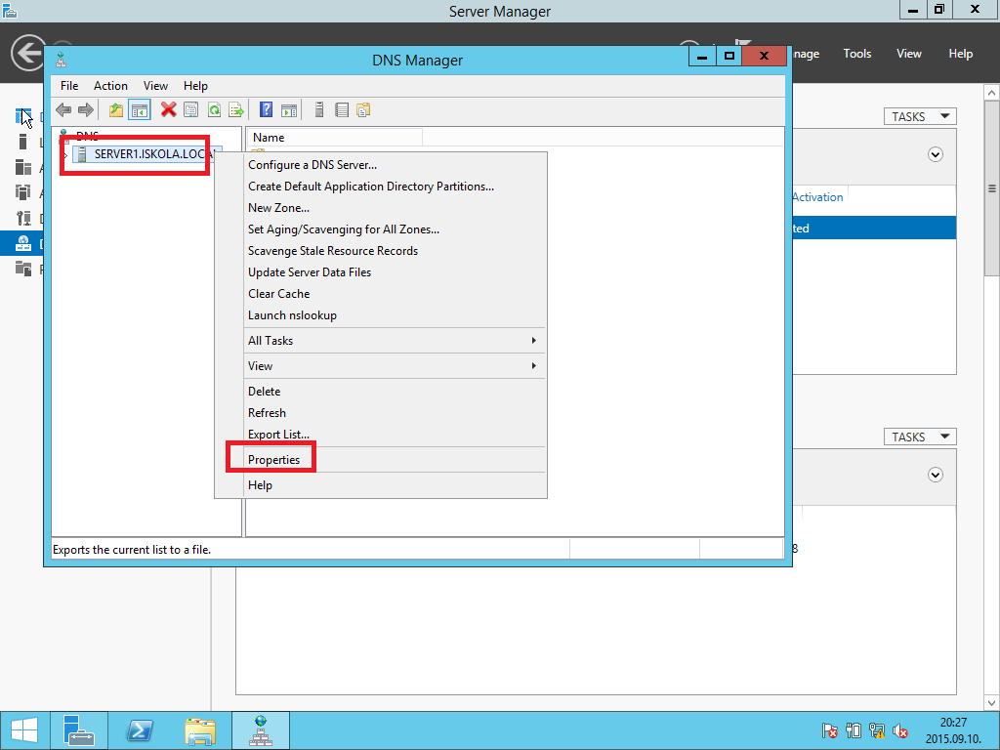 Server Manager
DNS Manager
Tools
View
Help
File
Action
View
Help
DNS
SERVER1.ISKOLA.LOCA
Name
TASKS
Configure a DNS Server...
Create Default Application Directory Partitions...
New Zone...
Set Aging/Scavenging for All Zones...
Scavenge Stale Resource Records
Update Server Data Files
Clear Cache
Launch nslookup
All Tasks
View
Delete
Refresh
Export List...
Properties
Help
Activation
TASKS
Exports the current list to a file.
20:27
2015.09.10.